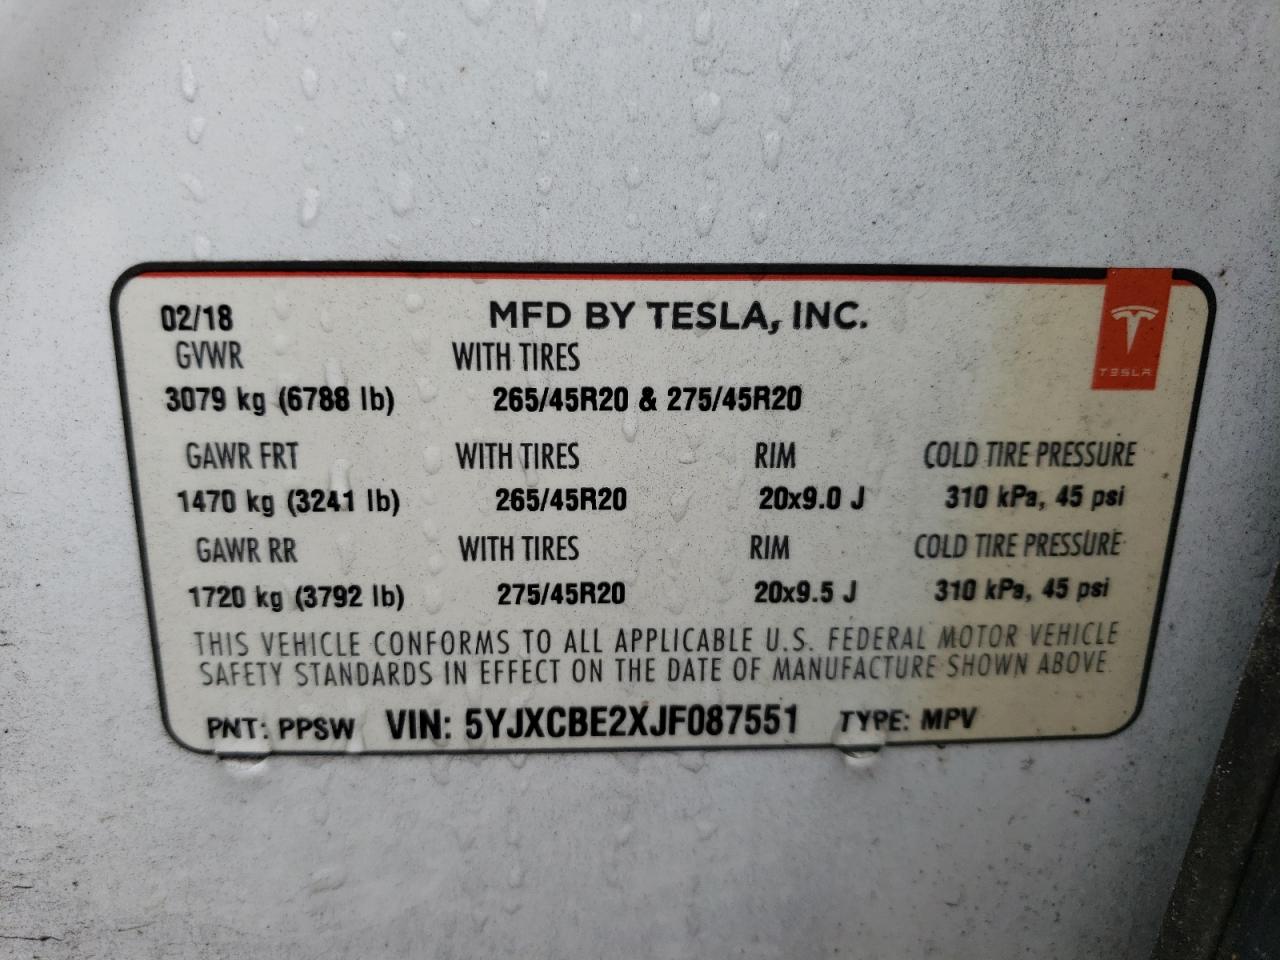 02/18 MFD BY TESLA, INC.
GVWR WITH TIRES
3079 kg (6788 lb) 265/45R20 & 275/45R20
TESLA
GAWR FRT WITH TIRES RIM COLD TIRE PRESSURE
1470 kg (3241 lb) 265/45R20 20x9.0 J 310 kPa, 45 psi
GAWR RR WITH TIRES RIM COLD TIRE PRESSURE
1720 kg (3792 lb) 275/45R20 20x9.5 J 310 kPa, 45 psi
THIS VEHICLE CONFORMS TO ALL APPLICABLE U.S. FEDERAL MOTOR VEHICLE
SAFETY STANDARDS IN EFFECT ON THE DATE OF MANUFACTURE SHOWN ABOVE.
PNT: PPSW VIN: 5YJXCBE2XJF087551 TYPE: MPV